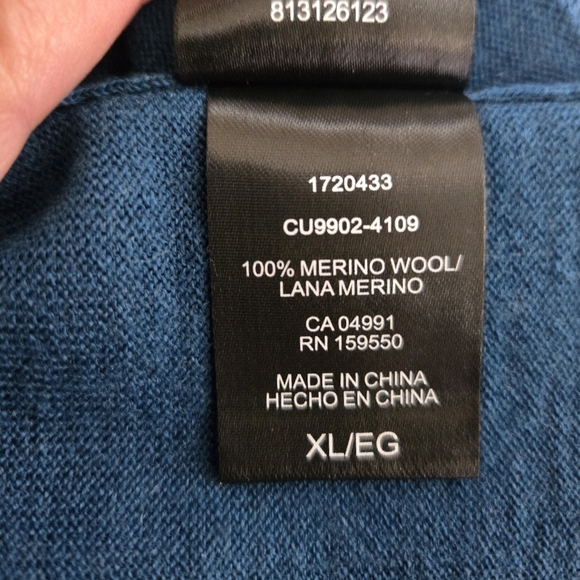 813126123
1720433
CU9902-4109
100% MERINO WOOL/
LANA MERINO
CA 04991
RN 159550
MADE IN CHINA
HECHO EN CHINA
XL/EG